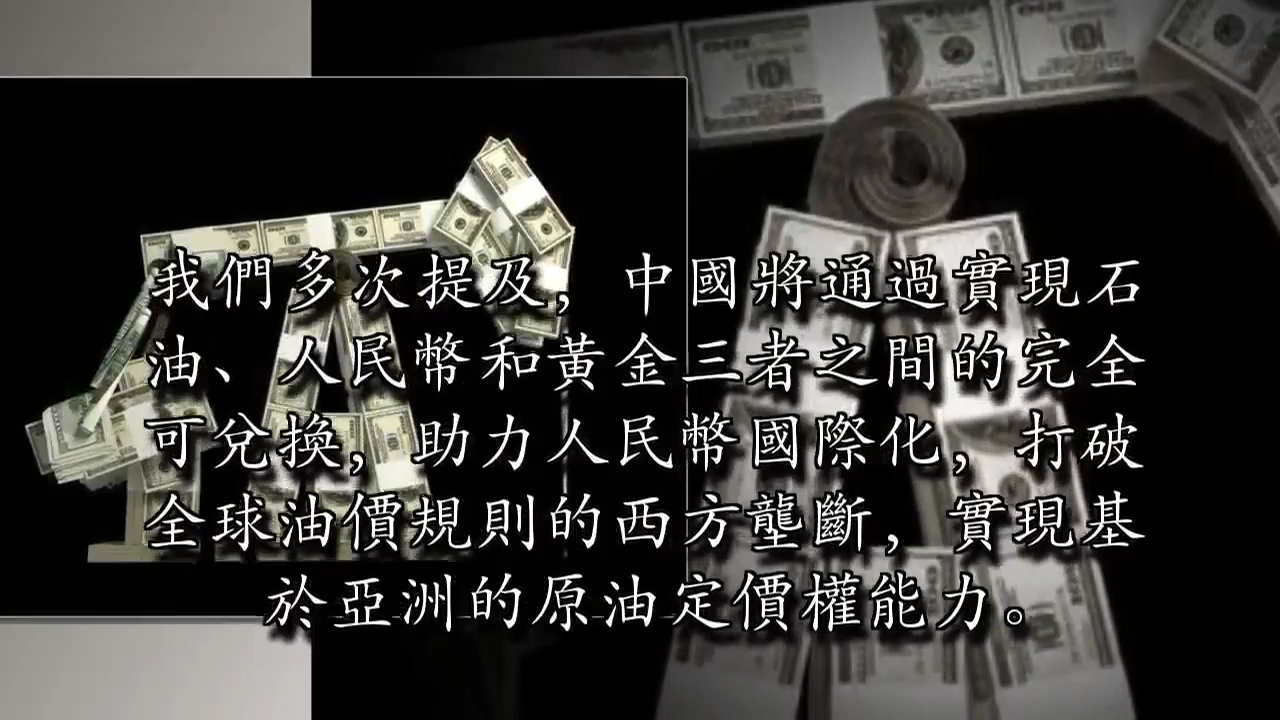 我們多次提及，中國將通過實現石
油、人民幣和黃金三者之間的完全
可兌換，助力人民幣國際化，打破
全球油價規則的西方壟斷，實現基
於亞洲的原油定價權能力。